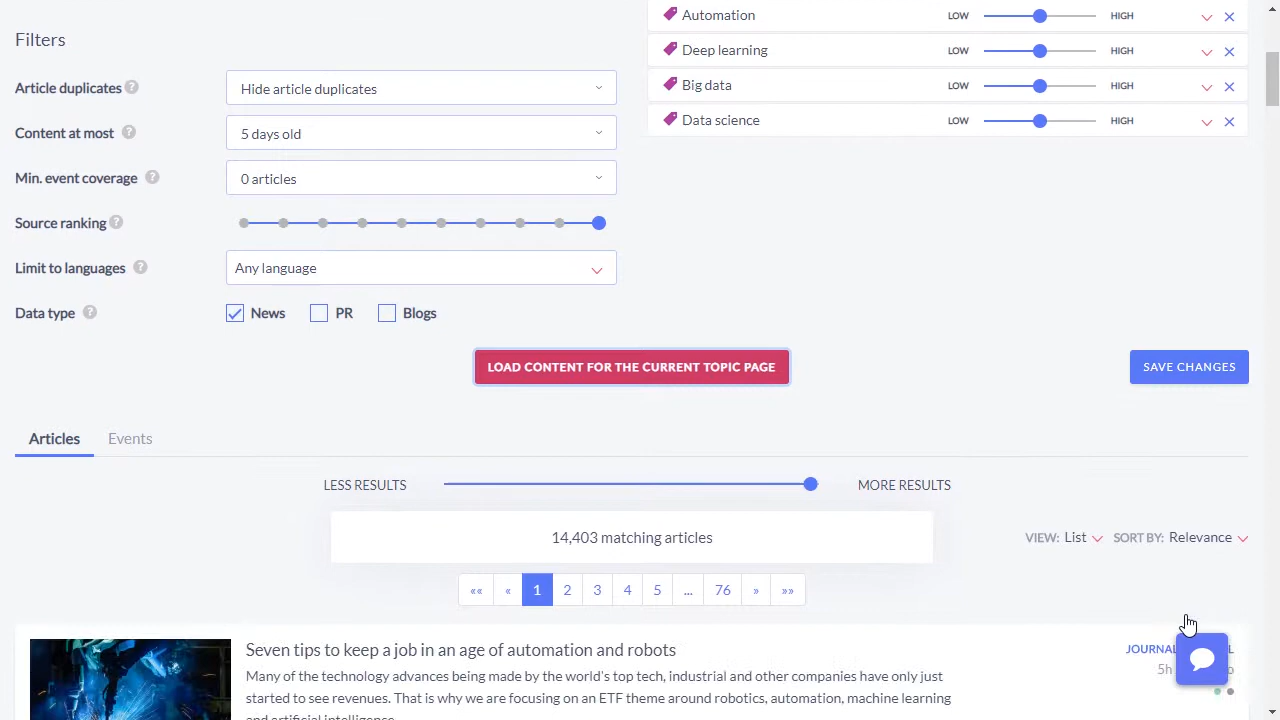 Automation LOW HIGH
Filters
Deep learning LOW HIGH
Article duplicates ? Hide article duplicates
Big data LOW HIGH
Data science LOW HIGH
Content at most ? 5 days old
Min. event coverage ? 0 articles
Source ranking ?
Limit to languages ? Any language
Data type ? News PR Blogs
LOAD CONTENT FOR THE CURRENT TOPIC PAGE
SAVE CHANGES
Articles Events
LESS RESULTS MORE RESULTS
14,403 matching articles
VIEW: List SORT BY: Relevance
«« « 1 2 3 4 5 ... 76 » »»
Seven tips to keep a job in an age of automation and robots
JOURNAL
Many of the technology advances being made by the world's top tech, industrial and other companies have only just
5h
started to see revenues. That is why we are focusing on an ETF theme around robotics, automation, machine learning
and artificial intelligence